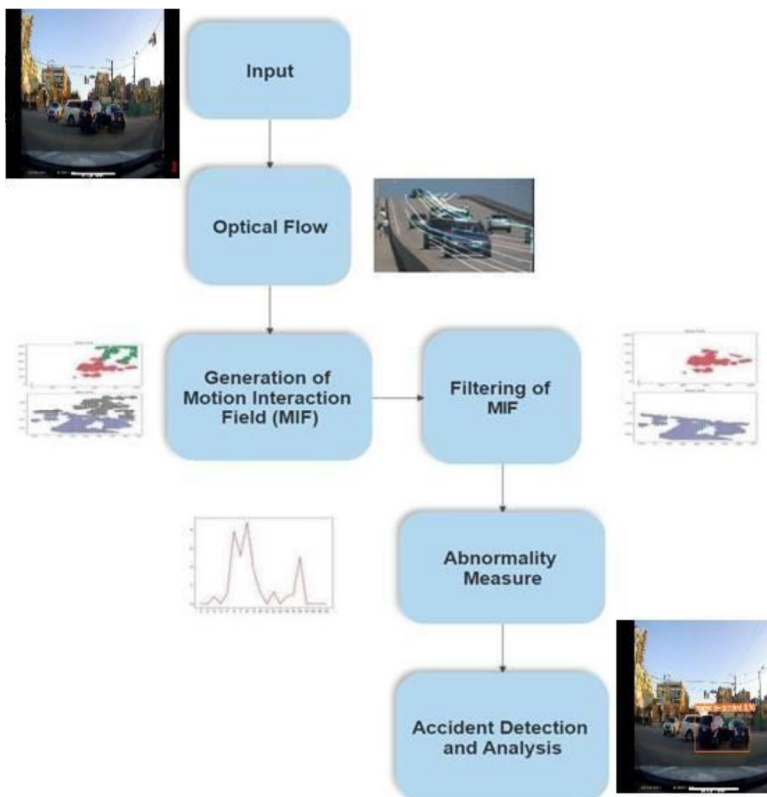 Input
Optical Flow
Generation of
Motion Interaction
Field (MIF)
Filtering of
MIF
Abnormality
Measure
Accident Detection
and Analysis